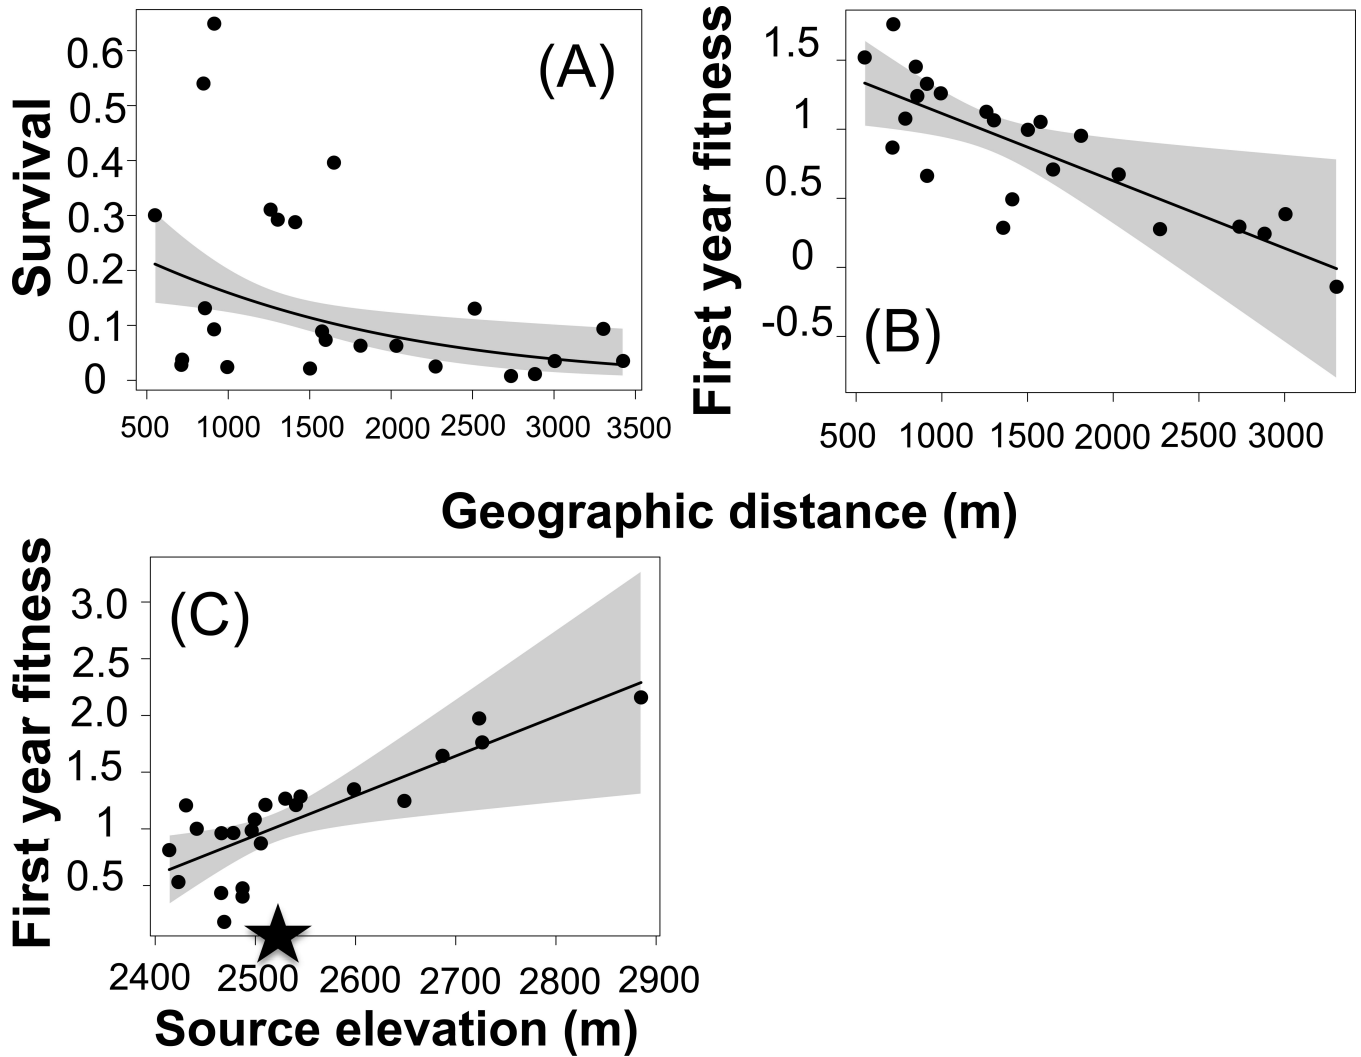 Survival
0.6
0.5
0.4
0.3
0.2
0.1
0
(A)
500 1000 1500 2000 2500 3000 3500
First year fitness
1.5
1
0.5
0
-0.5
(B)
500 1000 1500 2000 2500 3000
Geographic distance (m)
First year fitness
3.0
2.5
2.0
1.5
1
0.5
(C)
2400 2500 2600 2700 2800 2900
Source elevation (m)